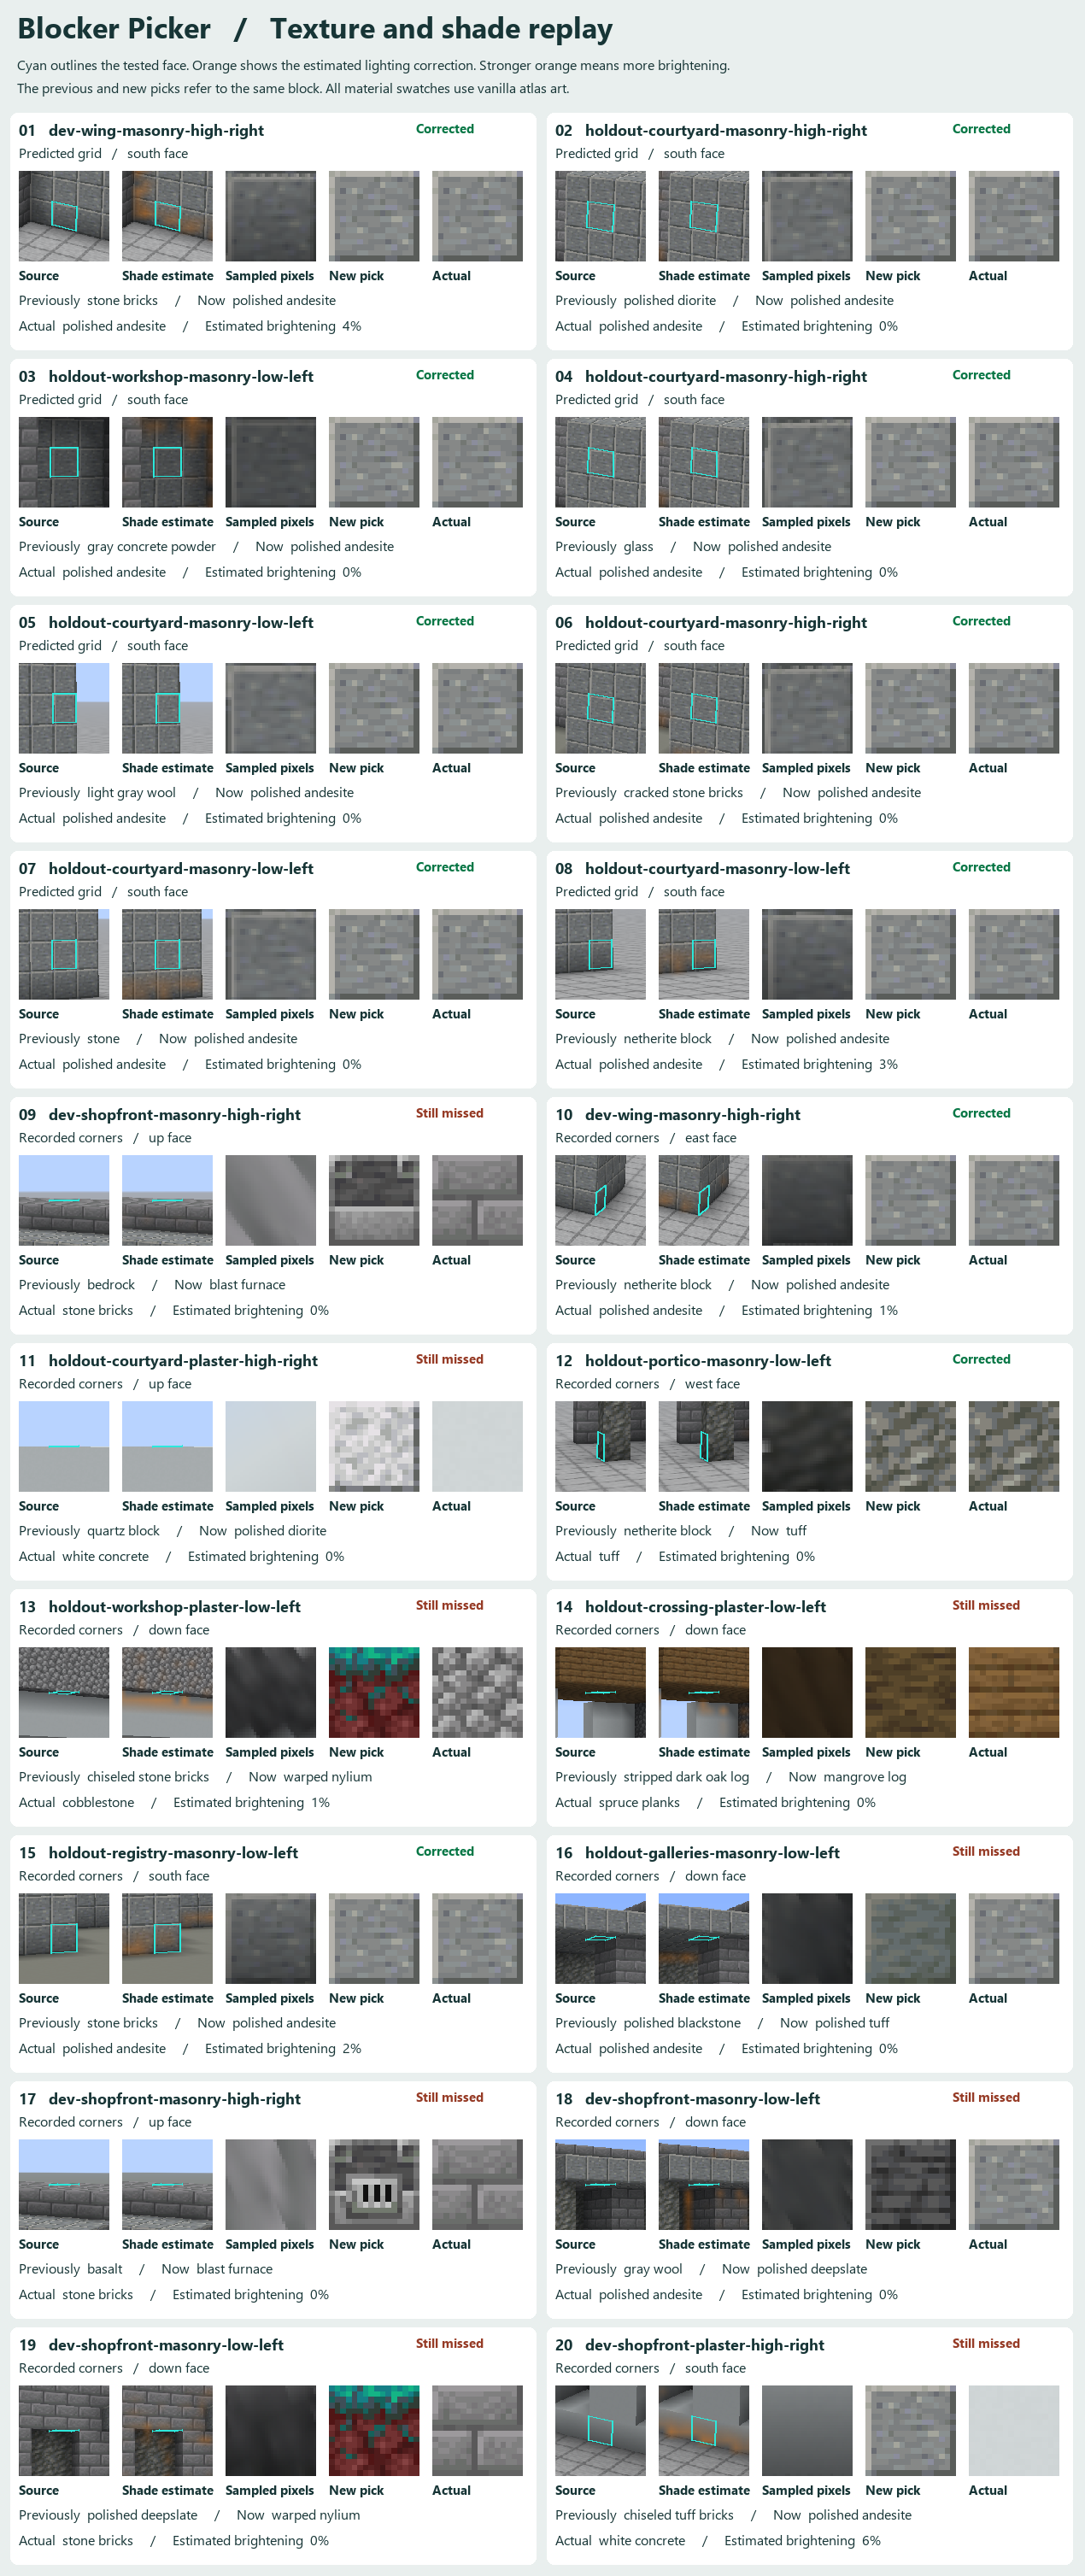 Blocker Picker / Texture and shade replay
Cyan outlines the tested face. Orange shows the estimated lighting correction. Stronger orange means more brightening.
The previous and new picks refer to the same block. All material swatches use vanilla atlas art.
01 dev-wing-masonry-high-right Corrected
Predicted grid / south face
Source Shade estimate Sampled pixels New pick Actual
Previously stone bricks / Now polished andesite
Actual polished andesite / Estimated brightening 4%
02 holdout-courtyard-masonry-high-right Corrected
Predicted grid / south face
Source Shade estimate Sampled pixels New pick Actual
Previously polished diorite / Now polished andesite
Actual polished andesite / Estimated brightening 0%
03 holdout-workshop-masonry-low-left Corrected
Predicted grid / south face
Source Shade estimate Sampled pixels New pick Actual
Previously gray concrete powder / Now polished andesite
Actual polished andesite / Estimated brightening 0%
04 holdout-courtyard-masonry-high-right Corrected
Predicted grid / south face
Source Shade estimate Sampled pixels New pick Actual
Previously glass / Now polished andesite
Actual polished andesite / Estimated brightening 0%
05 holdout-courtyard-masonry-low-left Corrected
Predicted grid / south face
Source Shade estimate Sampled pixels New pick Actual
Previously light gray wool / Now polished andesite
Actual polished andesite / Estimated brightening 0%
06 holdout-courtyard-masonry-high-right Corrected
Predicted grid / south face
Source Shade estimate Sampled pixels New pick Actual
Previously cracked stone bricks / Now polished andesite
Actual polished andesite / Estimated brightening 0%
07 holdout-courtyard-masonry-low-left Corrected
Predicted grid / south face
Source Shade estimate Sampled pixels New pick Actual
Previously stone / Now polished andesite
Actual polished andesite / Estimated brightening 0%
08 holdout-courtyard-masonry-low-left Corrected
Predicted grid / south face
Source Shade estimate Sampled pixels New pick Actual
Previously netherite block / Now polished andesite
Actual polished andesite / Estimated brightening 3%
09 dev-shopfront-masonry-high-right Still missed
Recorded corners / up face
Source Shade estimate Sampled pixels New pick Actual
Previously bedrock / Now blast furnace
Actual stone bricks / Estimated brightening 0%
10 dev-wing-masonry-high-right Corrected
Recorded corners / east face
Source Shade estimate Sampled pixels New pick Actual
Previously netherite block / Now polished andesite
Actual polished andesite / Estimated brightening 1%
11 holdout-courtyard-plaster-high-right Still missed
Recorded corners / up face
Source Shade estimate Sampled pixels New pick Actual
Previously quartz block / Now polished diorite
Actual white concrete / Estimated brightening 0%
12 holdout-portico-masonry-low-left Corrected
Recorded corners / west face
Source Shade estimate Sampled pixels New pick Actual
Previously netherite block / Now tuff
Actual tuff / Estimated brightening 0%
13 holdout-workshop-plaster-low-left Still missed
Recorded corners / down face
Source Shade estimate Sampled pixels New pick Actual
Previously chiseled stone bricks / Now warped nylium
Actual cobblestone / Estimated brightening 1%
14 holdout-crossing-plaster-low-left Still missed
Recorded corners / down face
Source Shade estimate Sampled pixels New pick Actual
Previously stripped dark oak log / Now mangrove log
Actual spruce planks / Estimated brightening 0%
15 holdout-registry-masonry-low-left Corrected
Recorded corners / south face
Source Shade estimate Sampled pixels New pick Actual
Previously stone bricks / Now polished andesite
Actual polished andesite / Estimated brightening 2%
16 holdout-galleries-masonry-low-left Still missed
Recorded corners / down face
Source Shade estimate Sampled pixels New pick Actual
Previously polished blackstone / Now polished tuff
Actual polished andesite / Estimated brightening 0%
17 dev-shopfront-masonry-high-right Still missed
Recorded corners / up face
Source Shade estimate Sampled pixels New pick Actual
Previously basalt / Now blast furnace
Actual stone bricks / Estimated brightening 0%
18 dev-shopfront-masonry-low-left Still missed
Recorded corners / down face
Source Shade estimate Sampled pixels New pick Actual
Previously gray wool / Now polished deepslate
Actual polished andesite / Estimated brightening 0%
19 dev-shopfront-masonry-low-left Still missed
Recorded corners / down face
Source Shade estimate Sampled pixels New pick Actual
Previously polished deepslate / Now warped nylium
Actual stone bricks / Estimated brightening 0%
20 dev-shopfront-plaster-high-right Still missed
Recorded corners / south face
Source Shade estimate Sampled pixels New pick Actual
Previously chiseled tuff bricks / Now polished andesite
Actual white concrete / Estimated brightening 6%